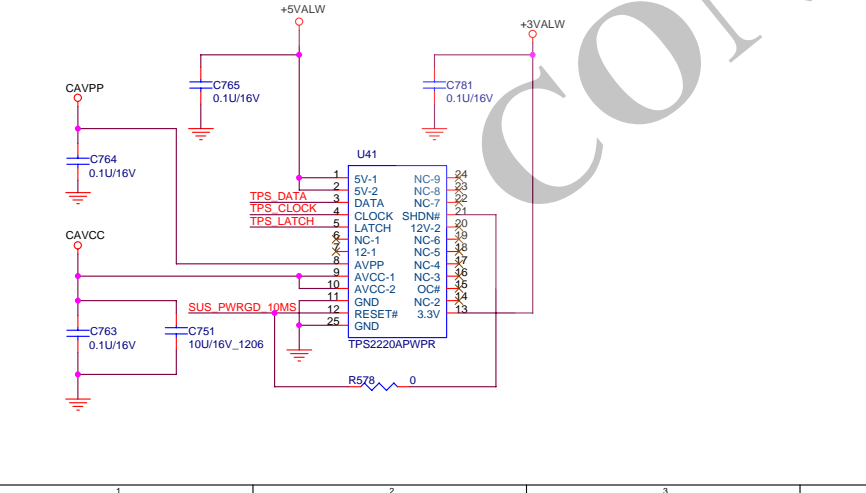 +5VALW
+3VALW
CAVPP
C765
0.1U/16V
C781
0.1U/16V
C764
0.1U/16V
U41
1 5V-1 NC-9 24
2 5V-2 NC-8 23
TPS_DATA 3 DATA NC-7 22
TPS_CLOCK 4 CLOCK SHDN# 21
TPS_LATCH 5 LATCH 12V-2 20
6 NC-1 NC-6 19
7 12-1 NC-5 18
8 AVPP NC-4 17
CAVCC
9 AVCC-1 NC-3 16
10 AVCC-2 OC# 15
11 GND NC-2 14
SUS_PWRGD_10MS 12 RESET# 3.3V 13
25 GND
TPS2220APWPR
C763
0.1U/16V
C751
10U/16V_1206
R578 0
1 2 3
CON